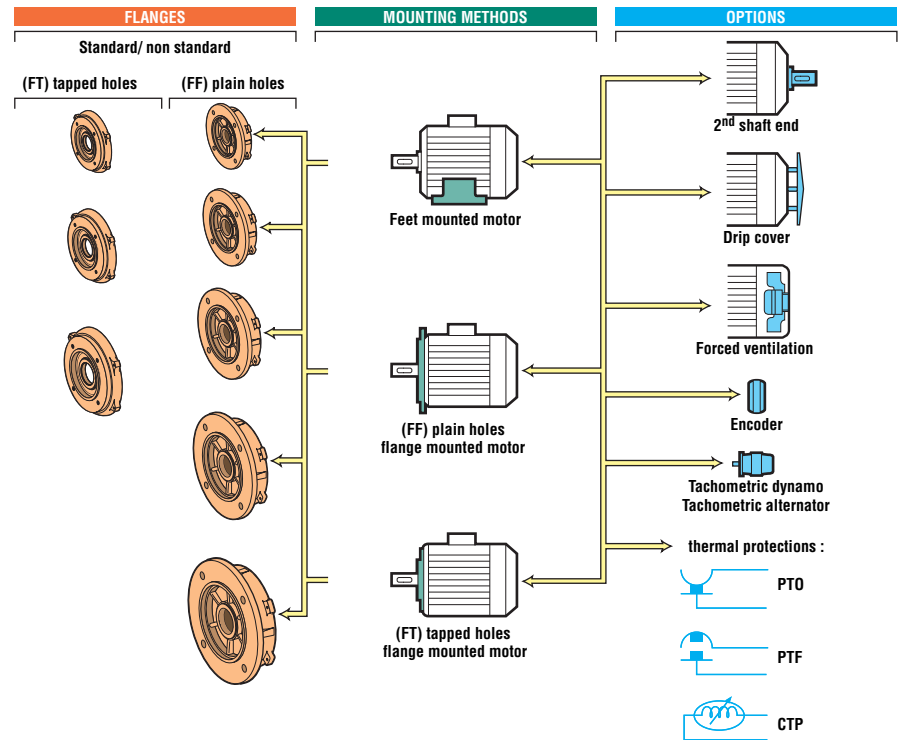 FLANGES
Standard/ non standard
(FT) tapped holes
(FF) plain holes
MOUNTING METHODS
Feet mounted motor
(FF) plain holes
flange mounted motor
(FT) tapped holes
flange mounted motor
OPTIONS
2nd shaft end
Drip cover
Forced ventilation
Encoder
Tachometric dynamo
Tachometric alternator
thermal protections :
PTO
PTF
CTP